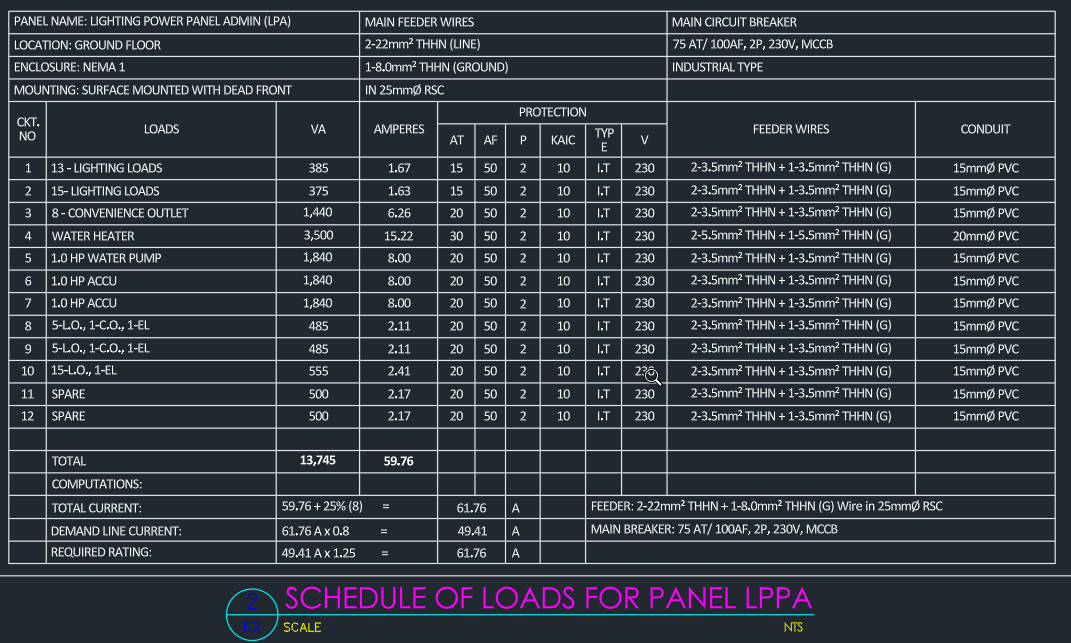 PANEL NAME: LIGHTING POWER PANEL ADMIN (LPA) MAIN FEEDER WIRES MAIN CIRCUIT BREAKER
LOCATION: GROUND FLOOR 2-22mm² THHN (LINE) 75 AT/ 100AF, 2P, 230V, MCCB
ENCLOSURE: NEMA 1 1-8.0mm² THHN (GROUND) INDUSTRIAL TYPE
MOUNTING: SURFACE MOUNTED WITH DEAD FRONT IN 25mmØ RSC
CKT. NO LOADS VA AMPERES PROTECTION FEEDER WIRES CONDUIT
AT AF P KAIC TYPE V
1 13 - LIGHTING LOADS 385 1.67 15 50 2 10 I.T 230 2-3.5mm² THHN + 1-3.5mm² THHN (G) 15mmØ PVC
2 15- LIGHTING LOADS 375 1.63 15 50 2 10 I.T 230 2-3.5mm² THHN + 1-3.5mm² THHN (G) 15mmØ PVC
3 8 - CONVENIENCE OUTLET 1,440 6.26 20 50 2 10 I.T 230 2-3.5mm² THHN + 1-3.5mm² THHN (G) 15mmØ PVC
4 WATER HEATER 3,500 15.22 30 50 2 10 I.T 230 2-5.5mm² THHN + 1-5.5mm² THHN (G) 20mmØ PVC
5 1.0 HP WATER PUMP 1,840 8.00 20 50 2 10 I.T 230 2-3.5mm² THHN + 1-3.5mm² THHN (G) 15mmØ PVC
6 1.0 HP ACCU 1,840 8.00 20 50 2 10 I.T 230 2-3.5mm² THHN + 1-3.5mm² THHN (G) 15mmØ PVC
7 1.0 HP ACCU 1,840 8.00 20 50 2 10 I.T 230 2-3.5mm² THHN + 1-3.5mm² THHN (G) 15mmØ PVC
8 5-L.O., 1-C.O., 1-EL 485 2.11 20 50 2 10 I.T 230 2-3.5mm² THHN + 1-3.5mm² THHN (G) 15mmØ PVC
9 5-L.O., 1-C.O., 1-EL 485 2.11 20 50 2 10 I.T 230 2-3.5mm² THHN + 1-3.5mm² THHN (G) 15mmØ PVC
10 15-L.O., 1-EL 555 2.41 20 50 2 10 I.T 230 2-3.5mm² THHN + 1-3.5mm² THHN (G) 15mmØ PVC
11 SPARE 500 2.17 20 50 2 10 I.T 230 2-3.5mm² THHN + 1-3.5mm² THHN (G) 15mmØ PVC
12 SPARE 500 2.17 20 50 2 10 I.T 230 2-3.5mm² THHN + 1-3.5mm² THHN (G) 15mmØ PVC
TOTAL 13,745 59.76
COMPUTATIONS:
TOTAL CURRENT: 59.76 + 25% (8) = 61.76 A FEEDER: 2-22mm² THHN + 1-8.0mm² THHN (G) Wire in 25mmØ RSC
DEMAND LINE CURRENT: 61.76 A x 0.8 = 49.41 A MAIN BREAKER: 75 AT/ 100AF, 2P, 230V, MCCB
REQUIRED RATING: 49.41 A x 1.25 = 61.76 A
2 SCHEDULE OF LOADS FOR PANEL LPPA
SCALE NTS